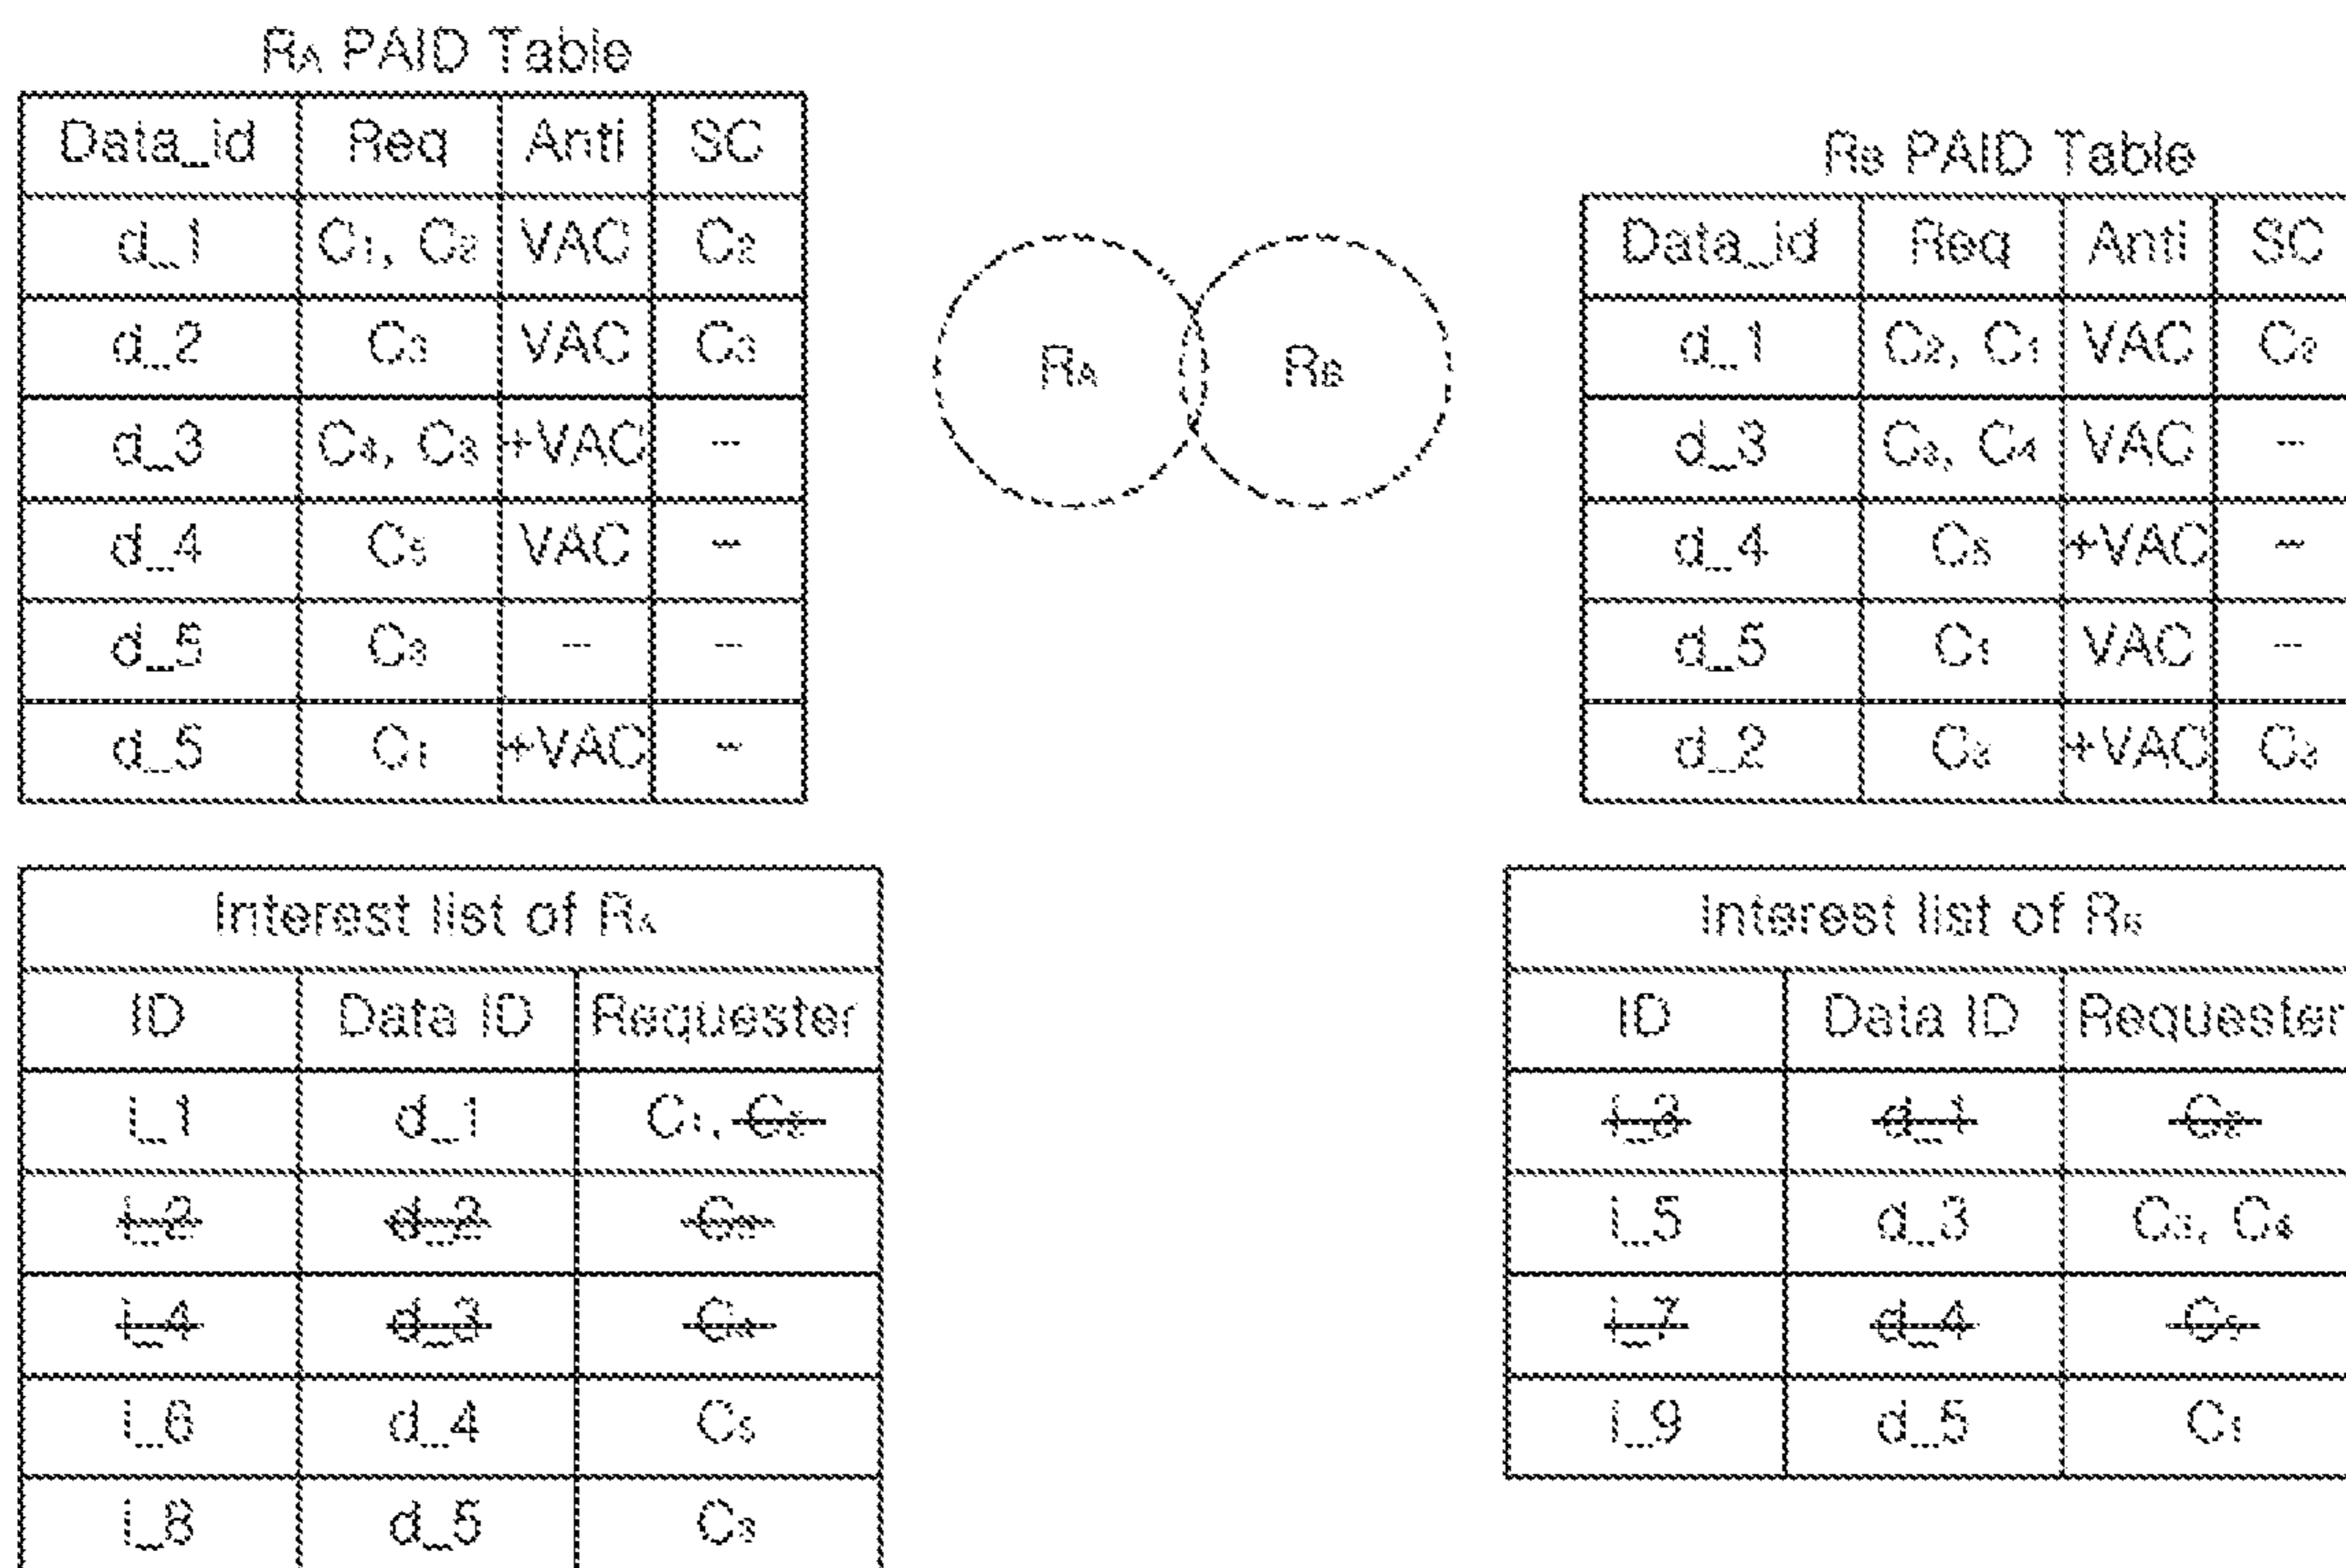 RA PAID Table
Data_id Req Anti SC
d_1 C1, C2 VAC C2
d_2 C3 VAC C3
d_3 C4, C3 +VAC --
d_4 C5 VAC --
d_5 C3 -- --
d_5 C1 +VAC --
RA RB
RB PAID Table
Data_id Req Anti SC
d_1 C2, C1 VAC C2
d_3 C3, C4 VAC --
d_4 C5 +VAC --
d_5 C1 VAC --
d_2 C3 +VAC C3
Interest list of RA
ID Data ID Requester
i_1 d_1 C1, C2
i_2 d_2 C3
i_4 d_3 C4
i_6 d_4 C5
i_8 d_5 C3
Interest list of RB
ID Data ID Requester
i_3 d_1 C2
i_5 d_3 C3, C4
i_7 d_4 C5
i_9 d_5 C1